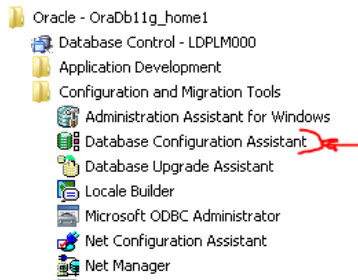 Oracle - OraDb11g_home1
Database Control - LDPLM000
Application Development
Configuration and Migration Tools
Administration Assistant for Windows
Database Configuration Assistant
Database Upgrade Assistant
Locale Builder
Microsoft ODBC Administrator
Net Configuration Assistant
Net Manager